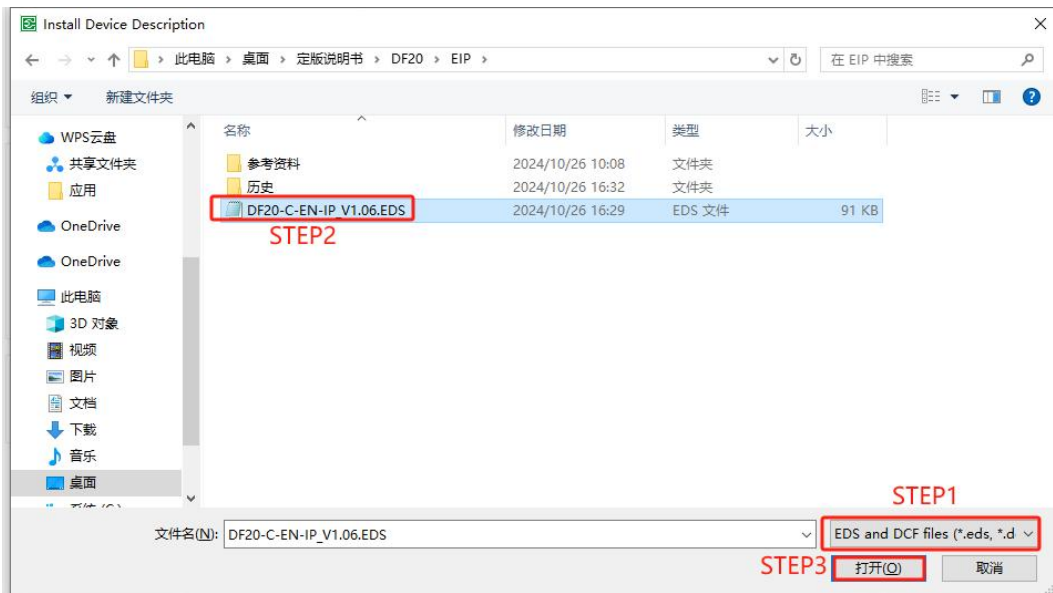 Install Device Description
此电脑 › 桌面 › 定版说明书 › DF20 › EIP ›
在 EIP 中搜索
组织 新建文件夹
名称 修改日期 类型 大小
WPS云盘
共享文件夹
应用
OneDrive
OneDrive
此电脑
3D 对象
视频
图片
文档
下载
音乐
桌面
参考资料 2024/10/26 10:08 文件夹
历史 2024/10/26 16:32 文件夹
DF20-C-EN-IP_V1.06.EDS 2024/10/26 16:29 EDS 文件 91 KB
STEP2
STEP1
文件名(N): DF20-C-EN-IP_V1.06.EDS EDS and DCF files (*.eds, *.d
STEP3 打开(O) 取消